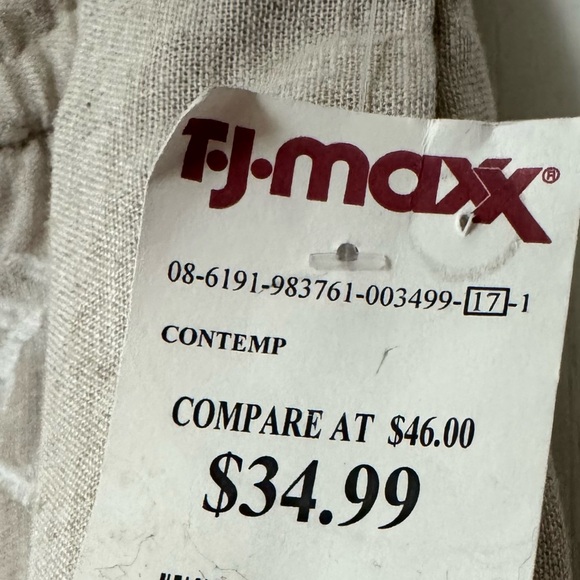 T.J.maxx®
08-6191-983761-003499-17-1
CONTEMP
COMPARE AT $46.00
$34.99